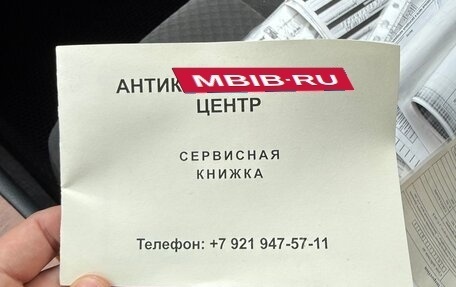 АНТИК
MBIB.RU
ЦЕНТР
СЕРВИСНАЯ
КНИЖКА
Телефон: +7 921 947-57-11